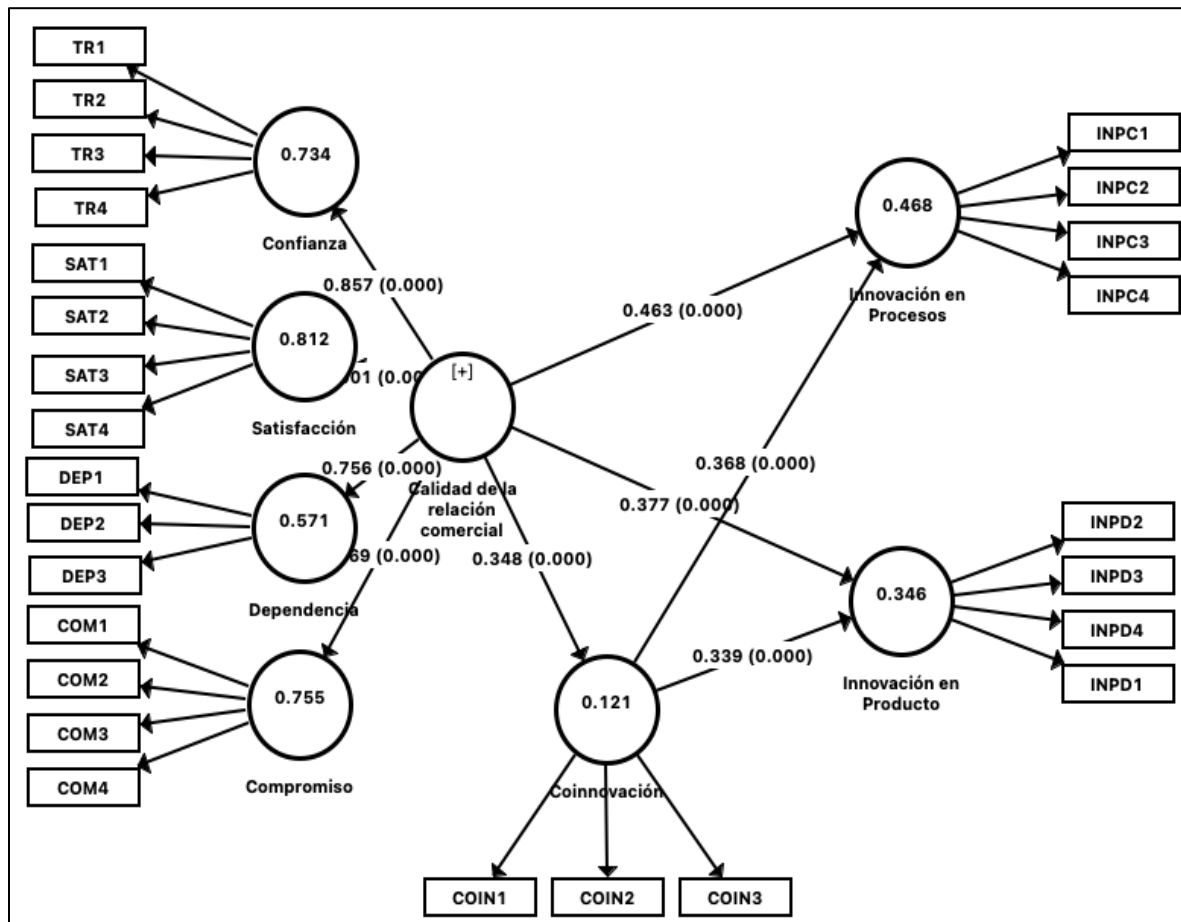 TR1
TR2
TR3
TR4
0.734
Confianza
SAT1
SAT2
SAT3
SAT4
0.812
Satisfacción
DEP1
DEP2
DEP3
0.571
Dependencia
COM1
COM2
COM3
COM4
0.755
Compromiso
0.857 (0.000)
0.756 (0.000)
(0.000)
[+]
Calidad de la
relación
comercial
0.463 (0.000)
0.377 (0.000)
0.348 (0.000)
0.368 (0.000)
0.339 (0.000)
0.121
Coinnovación
COIN1
COIN2
COIN3
0.468
Innovación en
Procesos
INPC1
INPC2
INPC3
INPC4
0.346
Innovación en
Producto
INPD2
INPD3
INPD4
INPD1